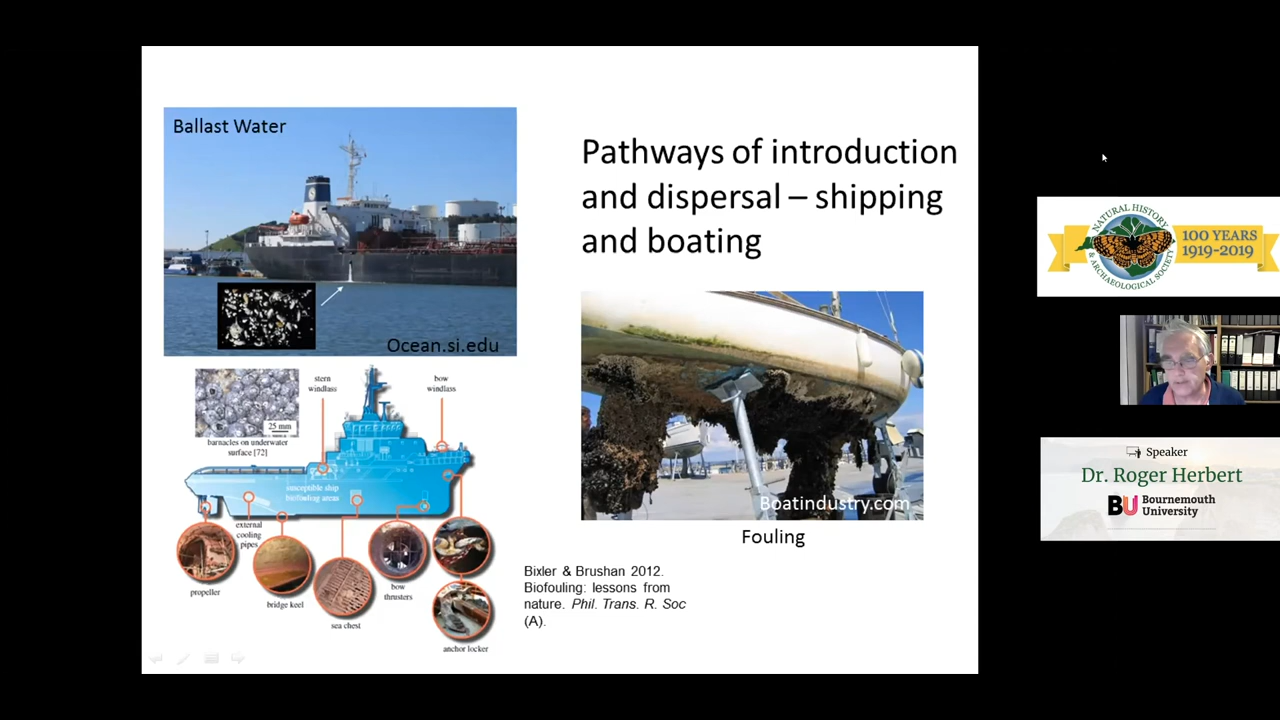 Ballast Water
Ocean.si.edu
Pathways of introduction
and dispersal – shipping
and boating
Boatindustry.com
Fouling
25 mm
barnacles on underwater
surface [72]
stern
windlass
bow
windlass
susceptible ship
biofouling areas
external
cooling
pipes
propeller
bridge keel
sea chest
bow
thrusters
anchor locker
Bixler & Brushan 2012.
Biofouling: lessons from
nature. Phil. Trans. R. Soc
(A).
NATURAL HISTORY
& ARCHAEOLOGICAL SOCIETY
100 YEARS
1919-2019
Speaker
Dr. Roger Herbert
BU Bournemouth
University